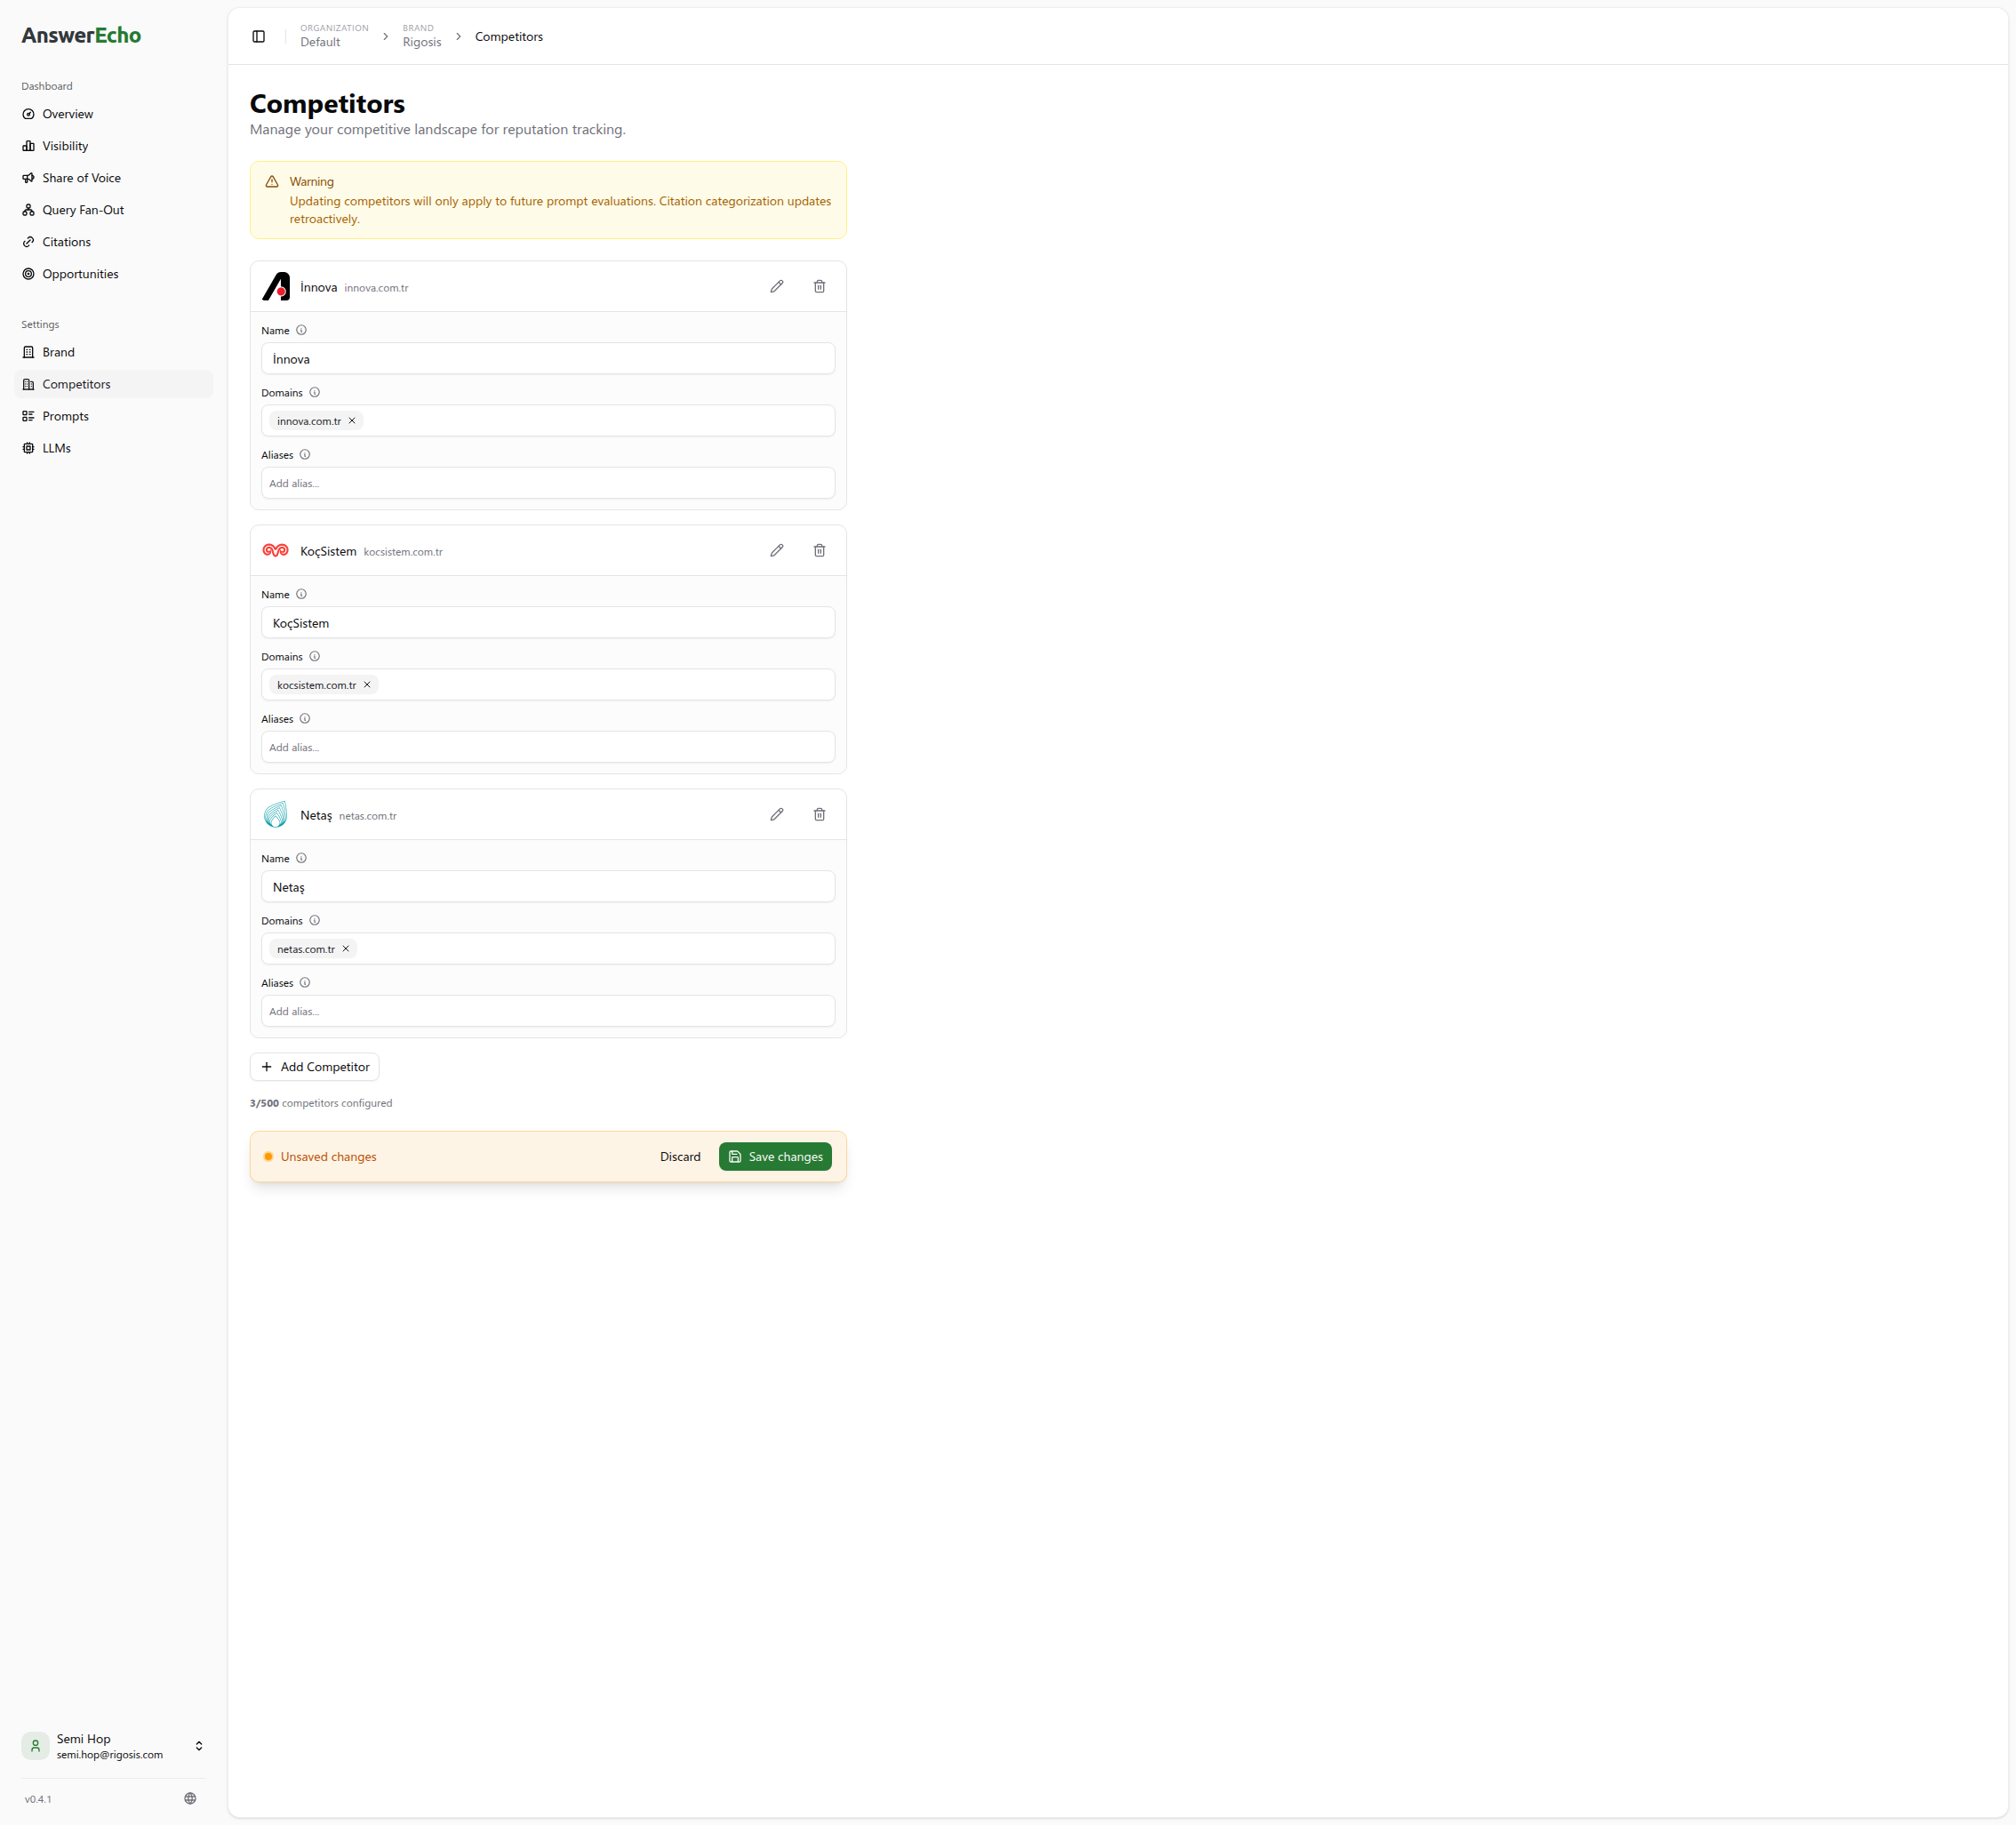 AnswerEcho
Dashboard
Overview
Visibility
Share of Voice
Query Fan-Out
Citations
Opportunities
Settings
Brand
Competitors
Prompts
LLMs
Semi Hop
semi.hop@rigosis.com
v0.4.1
ORGANIZATION
Default
BRAND
Rigosis
Competitors
Competitors
Manage your competitive landscape for reputation tracking.
Warning
Updating competitors will only apply to future prompt evaluations. Citation categorization updates
retroactively.
İnnova innova.com.tr
Name
İnnova
Domains
innova.com.tr
Aliases
Add alias...
KoçSistem kocsistem.com.tr
Name
KoçSistem
Domains
kocsistem.com.tr
Aliases
Add alias...
Netaş netas.com.tr
Name
Netaş
Domains
netas.com.tr
Aliases
Add alias...
Add Competitor
3/500 competitors configured
Unsaved changes
Discard
Save changes